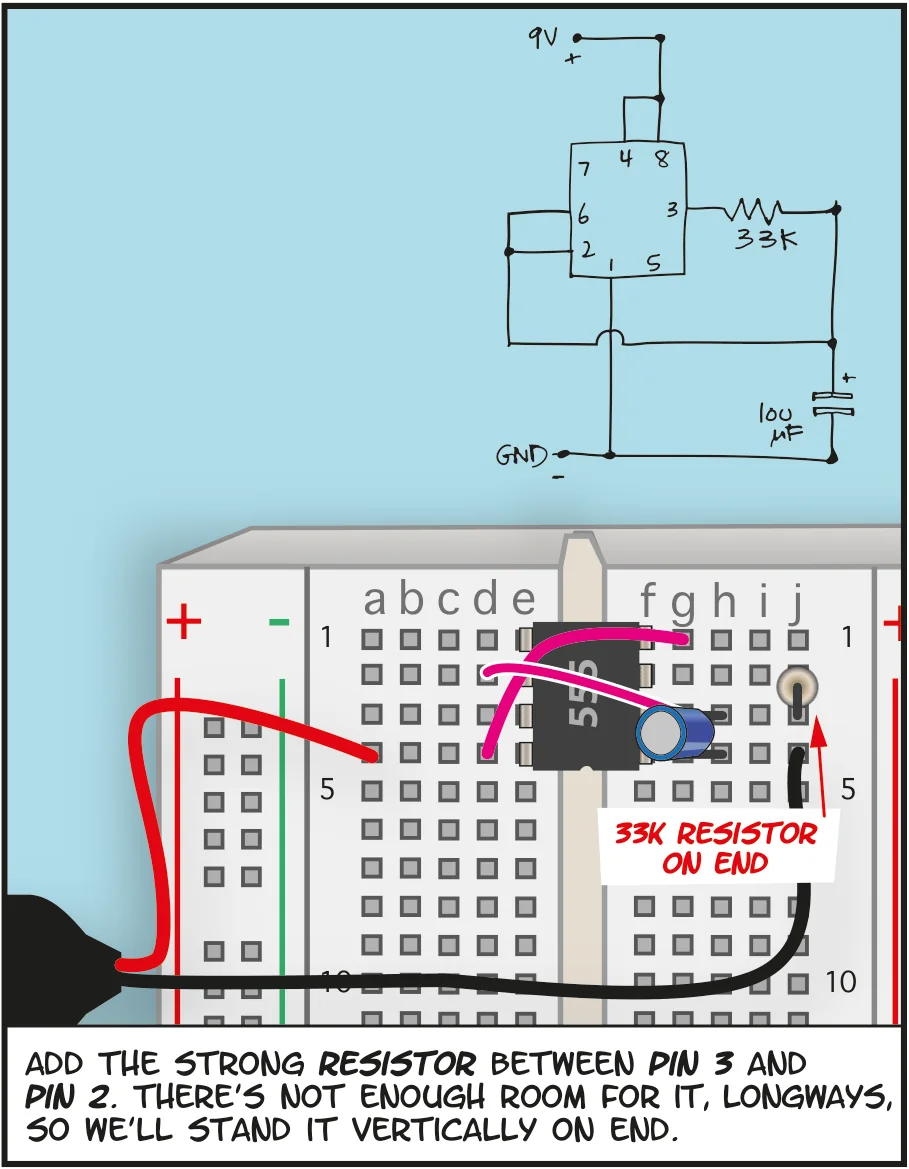 9V
+
7
4 8
6
3
33K
2
1 5
+
100
µF
GND
-
+ -
a b c d e f g h i j
+
1 1
555
5 5
33K RESISTOR
ON END
10 10
ADD THE STRONG RESISTOR BETWEEN PIN 3 AND
PIN 2. THERE'S NOT ENOUGH ROOM FOR IT, LONGWAYS,
SO WE'LL STAND IT VERTICALLY ON END.